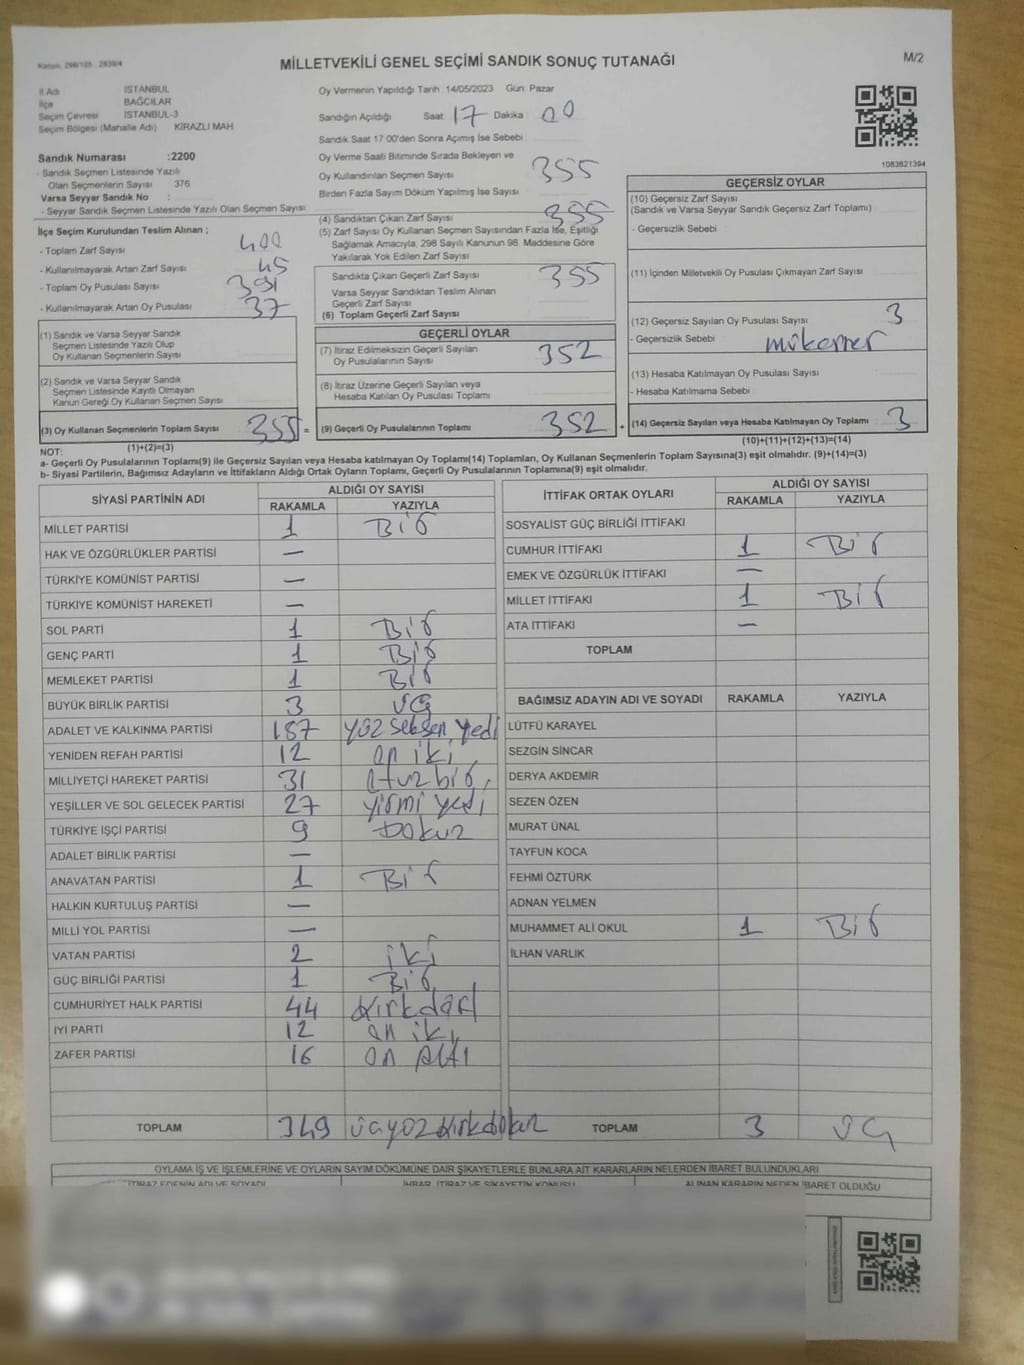 Kanun: 298/105 , 2839/4
MİLLETVEKİLİ GENEL SEÇİMİ SANDIK SONUÇ TUTANAĞI
M/2
İl Adı İSTANBUL
İlçe BAĞCILAR
Seçim Çevresi İSTANBUL-3
Seçim Bölgesi (Mahalle Adı) KİRAZLI MAH.
Sandık Numarası :2200
- Sandık Seçmen Listesinde Yazılı
Olan Seçmenlerin Sayısı 376
Varsa Seyyar Sandık No :
- Seyyar Sandık Seçmen Listesinde Yazılı Olan Seçmen Sayısı
İlçe Seçim Kurulundan Teslim Alınan ;
- Toplam Zarf Sayısı 400
- Kullanılmayarak Artan Zarf Sayısı 45
- Toplam Oy Pusulası Sayısı 391
- Kullanılmayarak Artan Oy Pusulası 37
(1) Sandık ve Varsa Seyyar Sandık
Seçmen Listesinde Yazılı Olup
Oy Kullanan Seçmenlerin Sayısı
(2) Sandık ve Varsa Seyyar Sandık
Seçmen Listesinde Kayıtlı Olmayan
Kanun Gereği Oy Kullanan Seçmen Sayısı
(3) Oy Kullanan Seçmenlerin Toplam Sayısı 355 =
(1)+(2)=(3)
Oy Vermenin Yapıldığı Tarih 14/05/2023 Gün Pazar
Sandığın Açıldığı Saat 17 Dakika 00
Sandık Saat 17.00'den Sonra Açılmış İse Sebebi
Oy Verme Saati Bitiminde Sırada Bekleyen ve
Oy Kullandırılan Seçmen Sayısı 355
Birden Fazla Sayım Döküm Yapılmış İse Sayısı
(4) Sandıktan Çıkan Zarf Sayısı 355
(5) Zarf Sayısı Oy Kullanan Seçmen Sayısından Fazla İse, Eşitliği
Sağlamak Amacıyla, 298 Sayılı Kanunun 98. Maddesine Göre
Yakılarak Yok Edilen Zarf Sayısı
Sandıkta Çıkan Geçerli Zarf Sayısı 355
Varsa Seyyar Sandıktan Teslim Alınan
Geçerli Zarf Sayısı
(6) Toplam Geçerli Zarf Sayısı
GEÇERLİ OYLAR
(7) İtiraz Edilmeksizin Geçerli Sayılan
Oy Pusulalarının Sayısı 352
(8) İtiraz Üzerine Geçerli Sayılan veya
Hesaba Katılan Oy Pusulası Toplamı
(9) Geçerli Oy Pusulalarının Toplamı 352 +
1083621394
GEÇERSİZ OYLAR
(10) Geçersiz Zarf Sayısı
(Sandık ve Varsa Seyyar Sandık Geçersiz Zarf Toplamı)
- Geçersizlik Sebebi
(11) İçinden Milletvekili Oy Pusulası Çıkmayan Zarf Sayısı
(12) Geçersiz Sayılan Oy Pusulası Sayısı 3
- Geçersizlik Sebebi mükerrer
(13) Hesaba Katılmayan Oy Pusulası Sayısı
- Hesaba Katılmama Sebebi
(14) Geçersiz Sayılan veya Hesaba Katılmayan Oy Toplamı 3
(10)+(11)+(12)+(13)=(14)
NOT:
a- Geçerli Oy Pusulalarının Toplamı(9) ile Geçersiz Sayılan veya Hesaba katılmayan Oy Toplamı(14) Toplamları, Oy Kullanan Seçmenlerin Toplam Sayısına(3) eşit olmalıdır. (9)+(14)=(3)
b- Siyasi Partilerin, Bağımsız Adayların ve İttifakların Aldığı Ortak Oyların Toplamı, Geçerli Oy Pusulalarının Toplamına(9) eşit olmalıdır.
SİYASİ PARTİNİN ADI ALDIĞI OY SAYISI
RAKAMLA YAZIYLA
MİLLET PARTİSİ 1 Bir
HAK VE ÖZGÜRLÜKLER PARTİSİ —
TÜRKİYE KOMÜNİST PARTİSİ —
TÜRKİYE KOMÜNİST HAREKETİ —
SOL PARTİ 1 Bir
GENÇ PARTİ 1 Bir
MEMLEKET PARTİSİ 1 Bir
BÜYÜK BİRLİK PARTİSİ 3 üç
ADALET VE KALKINMA PARTİSİ 187 yüz seksen yedi
YENİDEN REFAH PARTİSİ 12 on iki
MİLLİYETÇİ HAREKET PARTİSİ 31 otuz bir
YEŞİLLER VE SOL GELECEK PARTİSİ 27 yirmi yedi
TÜRKİYE İŞÇİ PARTİSİ 9 Dokuz
ADALET BİRLİK PARTİSİ —
ANAVATAN PARTİSİ 1 Bir
HALKIN KURTULUŞ PARTİSİ —
MİLLİ YOL PARTİSİ —
VATAN PARTİSİ 2 iki
GÜÇ BİRLİĞİ PARTİSİ 1 Bir
CUMHURİYET HALK PARTİSİ 44 kırkdört
İYİ PARTİ 12 on iki
ZAFER PARTİSİ 16 on Altı
TOPLAM 349 üçyüz kırkdokuz
İTTİFAK ORTAK OYLARI ALDIĞI OY SAYISI
RAKAMLA YAZIYLA
SOSYALİST GÜÇ BİRLİĞİ İTTİFAKI
CUMHUR İTTİFAKI 1 Bir
EMEK VE ÖZGÜRLÜK İTTİFAKI —
MİLLET İTTİFAKI 1 Bir
ATA İTTİFAKI —
TOPLAM
BAĞIMSIZ ADAYIN ADI VE SOYADI RAKAMLA YAZIYLA
LÜTFÜ KARAYEL
SEZGİN SİNCAR
DERYA AKDEMİR
SEZEN ÖZEN
MURAT ÜNAL
TAYFUN KOCA
FEHMİ ÖZTÜRK
ADNAN YELMEN
MUHAMMET ALİ OKUL 1 Bir
İLHAN VARLIK
TOPLAM 3 üç
OYLAMA İŞ VE İŞLEMLERİNE VE OYLARIN SAYIM DÖKÜMÜNE DAİR ŞİKAYETLERLE BUNLARA AİT KARARLARIN NELERDEN İBARET BULUNDUKLARI
İTİRAZ EDENİN ADI VE SOYADI İHBAR, İTİRAZ VE ŞİKAYETİN KONUSU ALINAN KARARIN NEDEN İBARET OLDUĞU